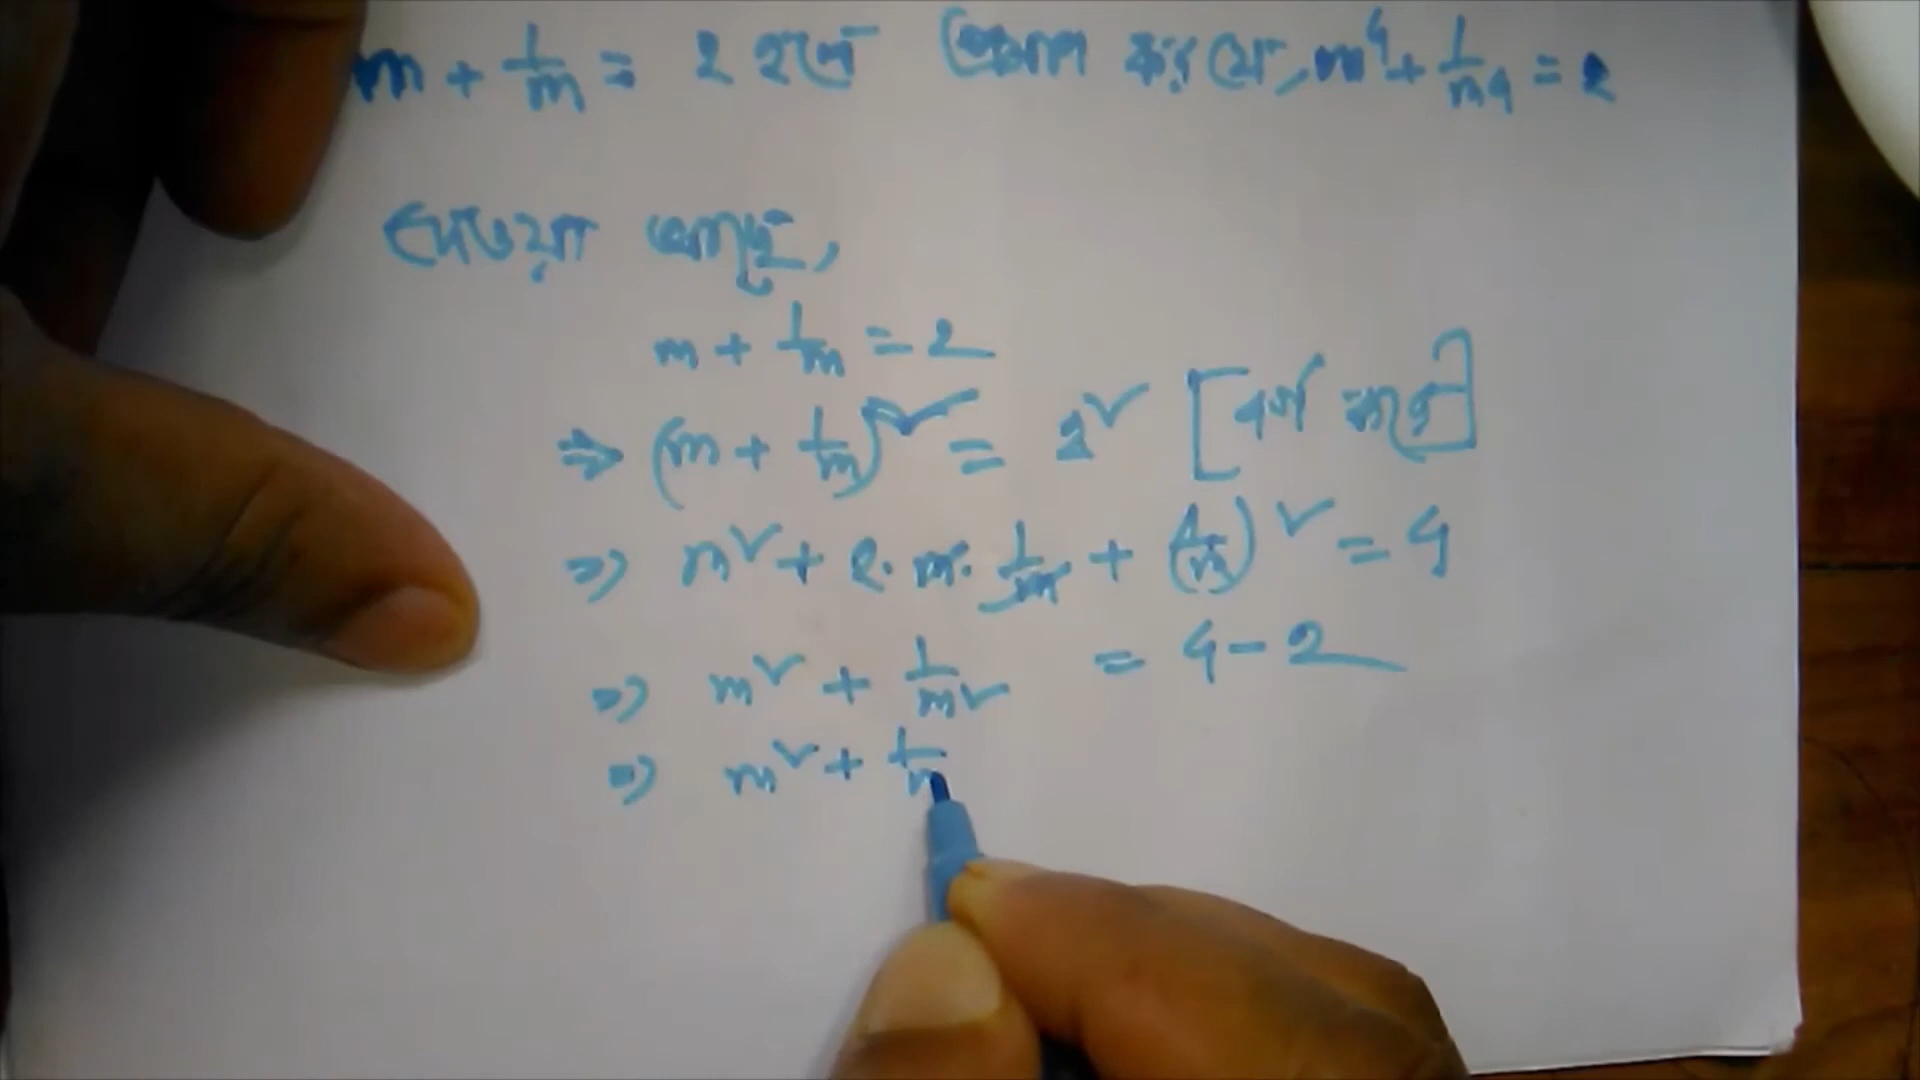 m + 1/m = 2 হলে প্রমাণ কর যে, m⁴ + 1/m⁴ = 2
দেওয়া আছে,
m + 1/m = 2
⇒ (m + 1/m)² = 2² [বর্গ করে]
⇒ m² + 2. m. 1/m + (1/m)² = 4
⇒ m² + 1/m² = 4 - 2
⇒ m² + 1/m